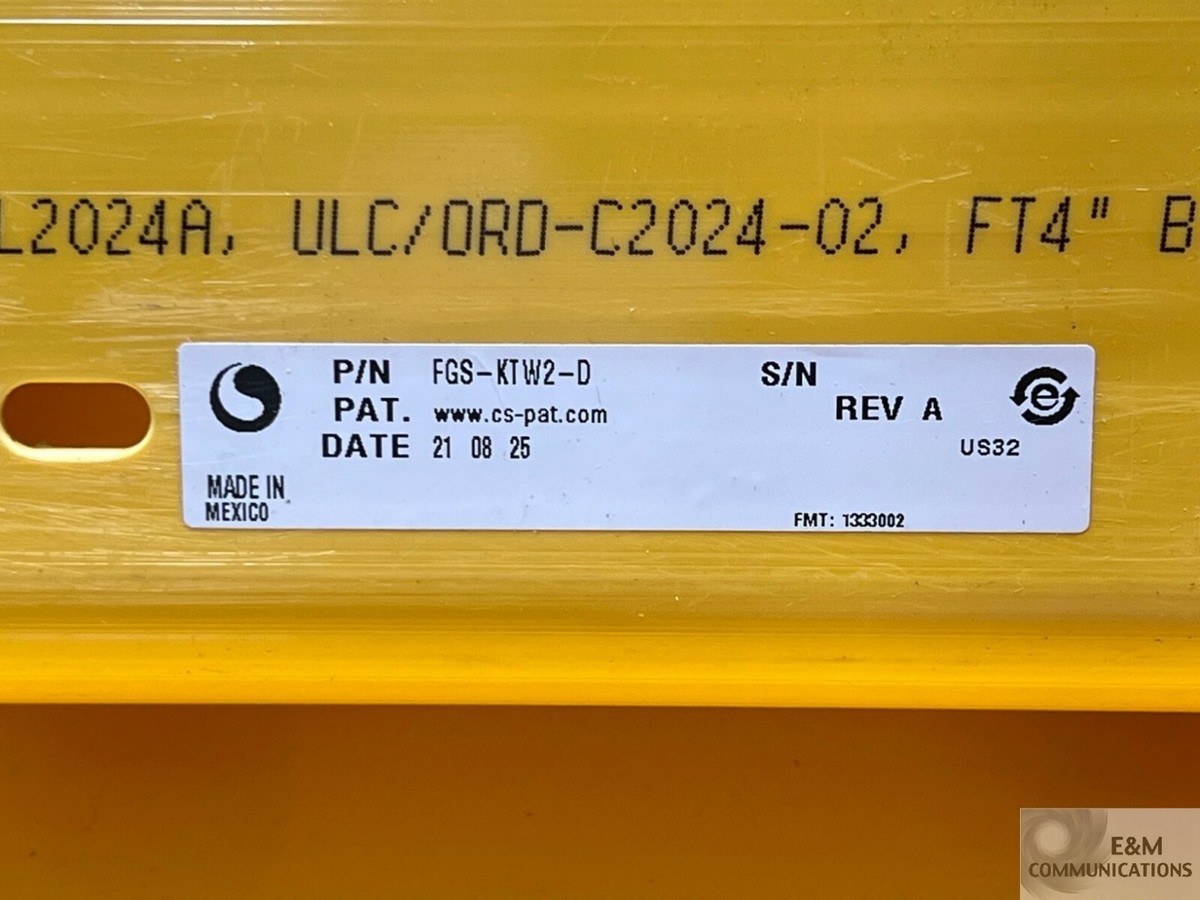 L2024A, ULC/ORD-C2024-02, FT4" B
P/N FGS-KTW2-D S/N
PAT. www.cs-pat.com REV A
DATE 21 08 25 US32
MADE IN
MEXICO
FMT: 1333002
E&M
COMMUNICATIONS